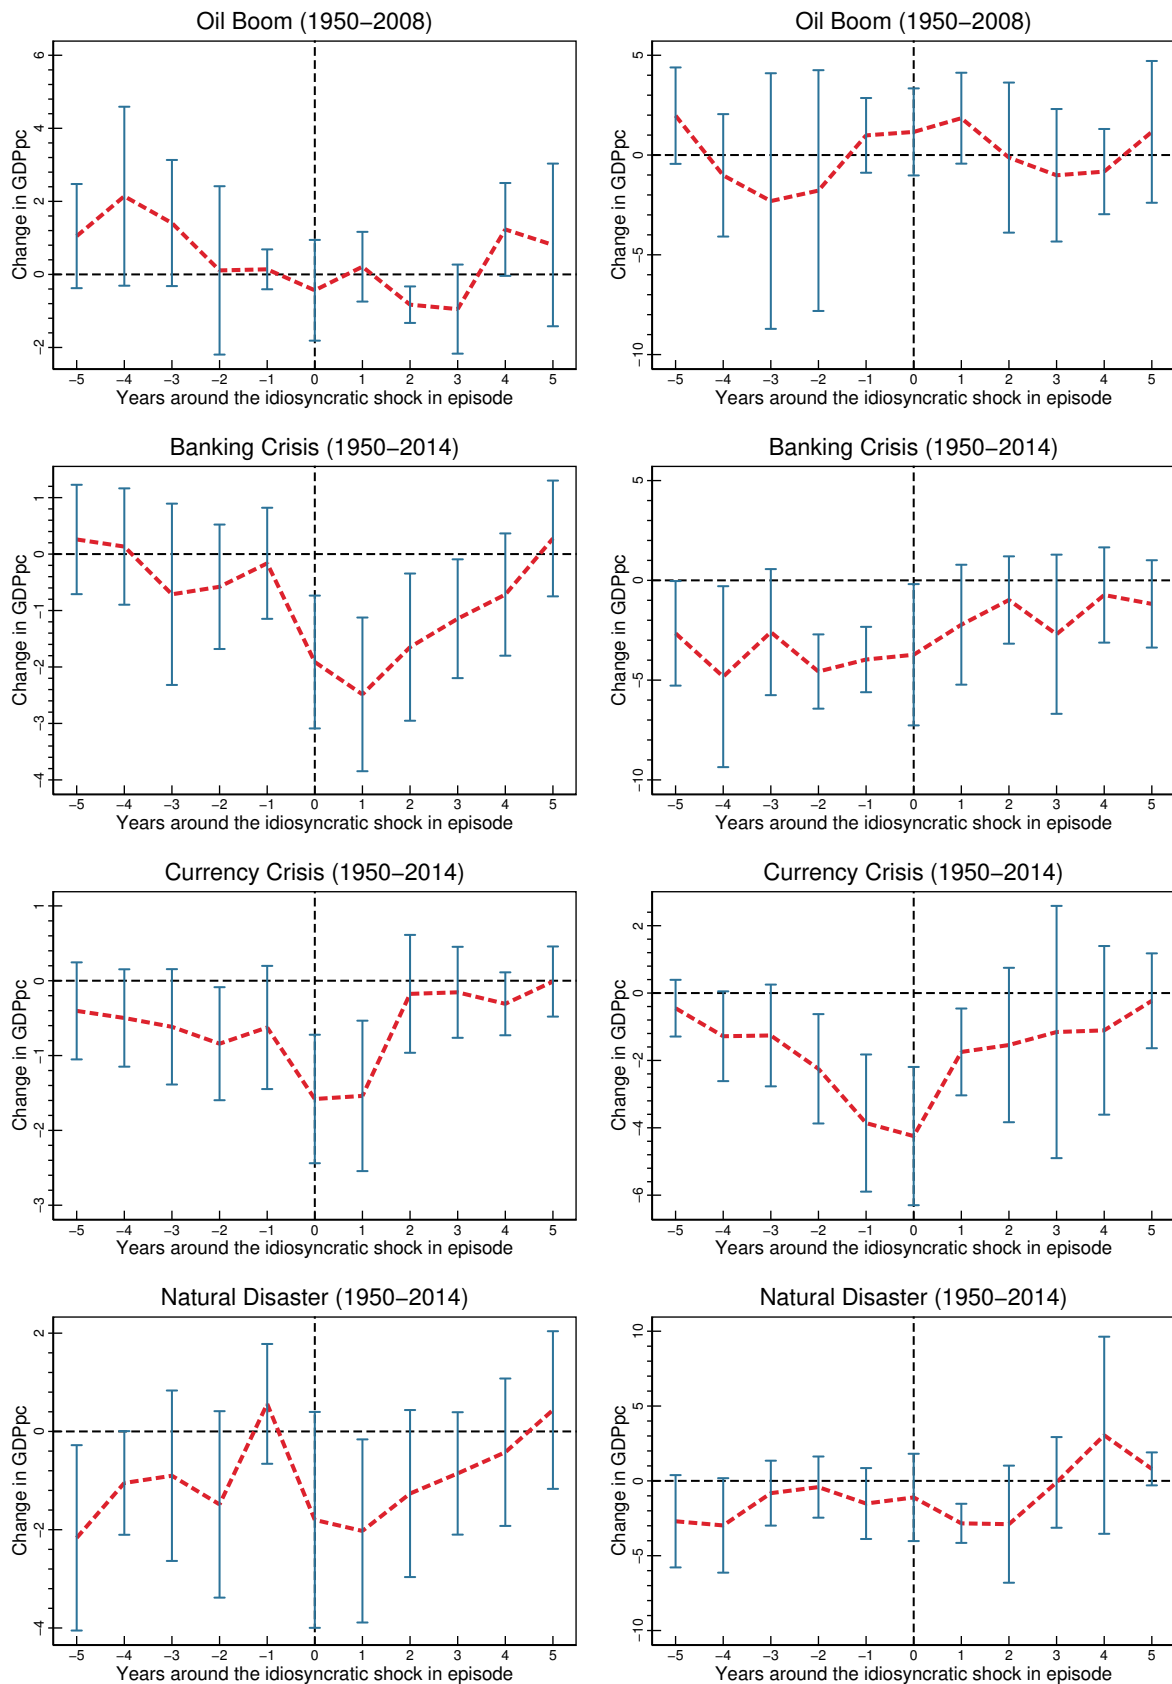 Oil Boom (1950−2008)
Change in GDPpc
6
4
2
0
−2
−5 −4 −3 −2 −1 0 1 2 3 4 5
Years around the idiosyncratic shock in episode
Oil Boom (1950−2008)
Change in GDPpc
5
0
−5
−10
−5 −4 −3 −2 −1 0 1 2 3 4 5
Years around the idiosyncratic shock in episode
Banking Crisis (1950−2014)
Change in GDPpc
1
0
−1
−2
−3
−4
−5 −4 −3 −2 −1 0 1 2 3 4 5
Years around the idiosyncratic shock in episode
Banking Crisis (1950−2014)
Change in GDPpc
5
0
−5
−10
−5 −4 −3 −2 −1 0 1 2 3 4 5
Years around the idiosyncratic shock in episode
Currency Crisis (1950−2014)
Change in GDPpc
1
0
−1
−2
−3
−5 −4 −3 −2 −1 0 1 2 3 4 5
Years around the idiosyncratic shock in episode
Currency Crisis (1950−2014)
Change in GDPpc
2
0
−2
−4
−6
−5 −4 −3 −2 −1 0 1 2 3 4 5
Years around the idiosyncratic shock in episode
Natural Disaster (1950−2014)
Change in GDPpc
2
0
−2
−4
−5 −4 −3 −2 −1 0 1 2 3 4 5
Years around the idiosyncratic shock in episode
Natural Disaster (1950−2014)
Change in GDPpc
10
5
0
−5
−10
−5 −4 −3 −2 −1 0 1 2 3 4 5
Years around the idiosyncratic shock in episode